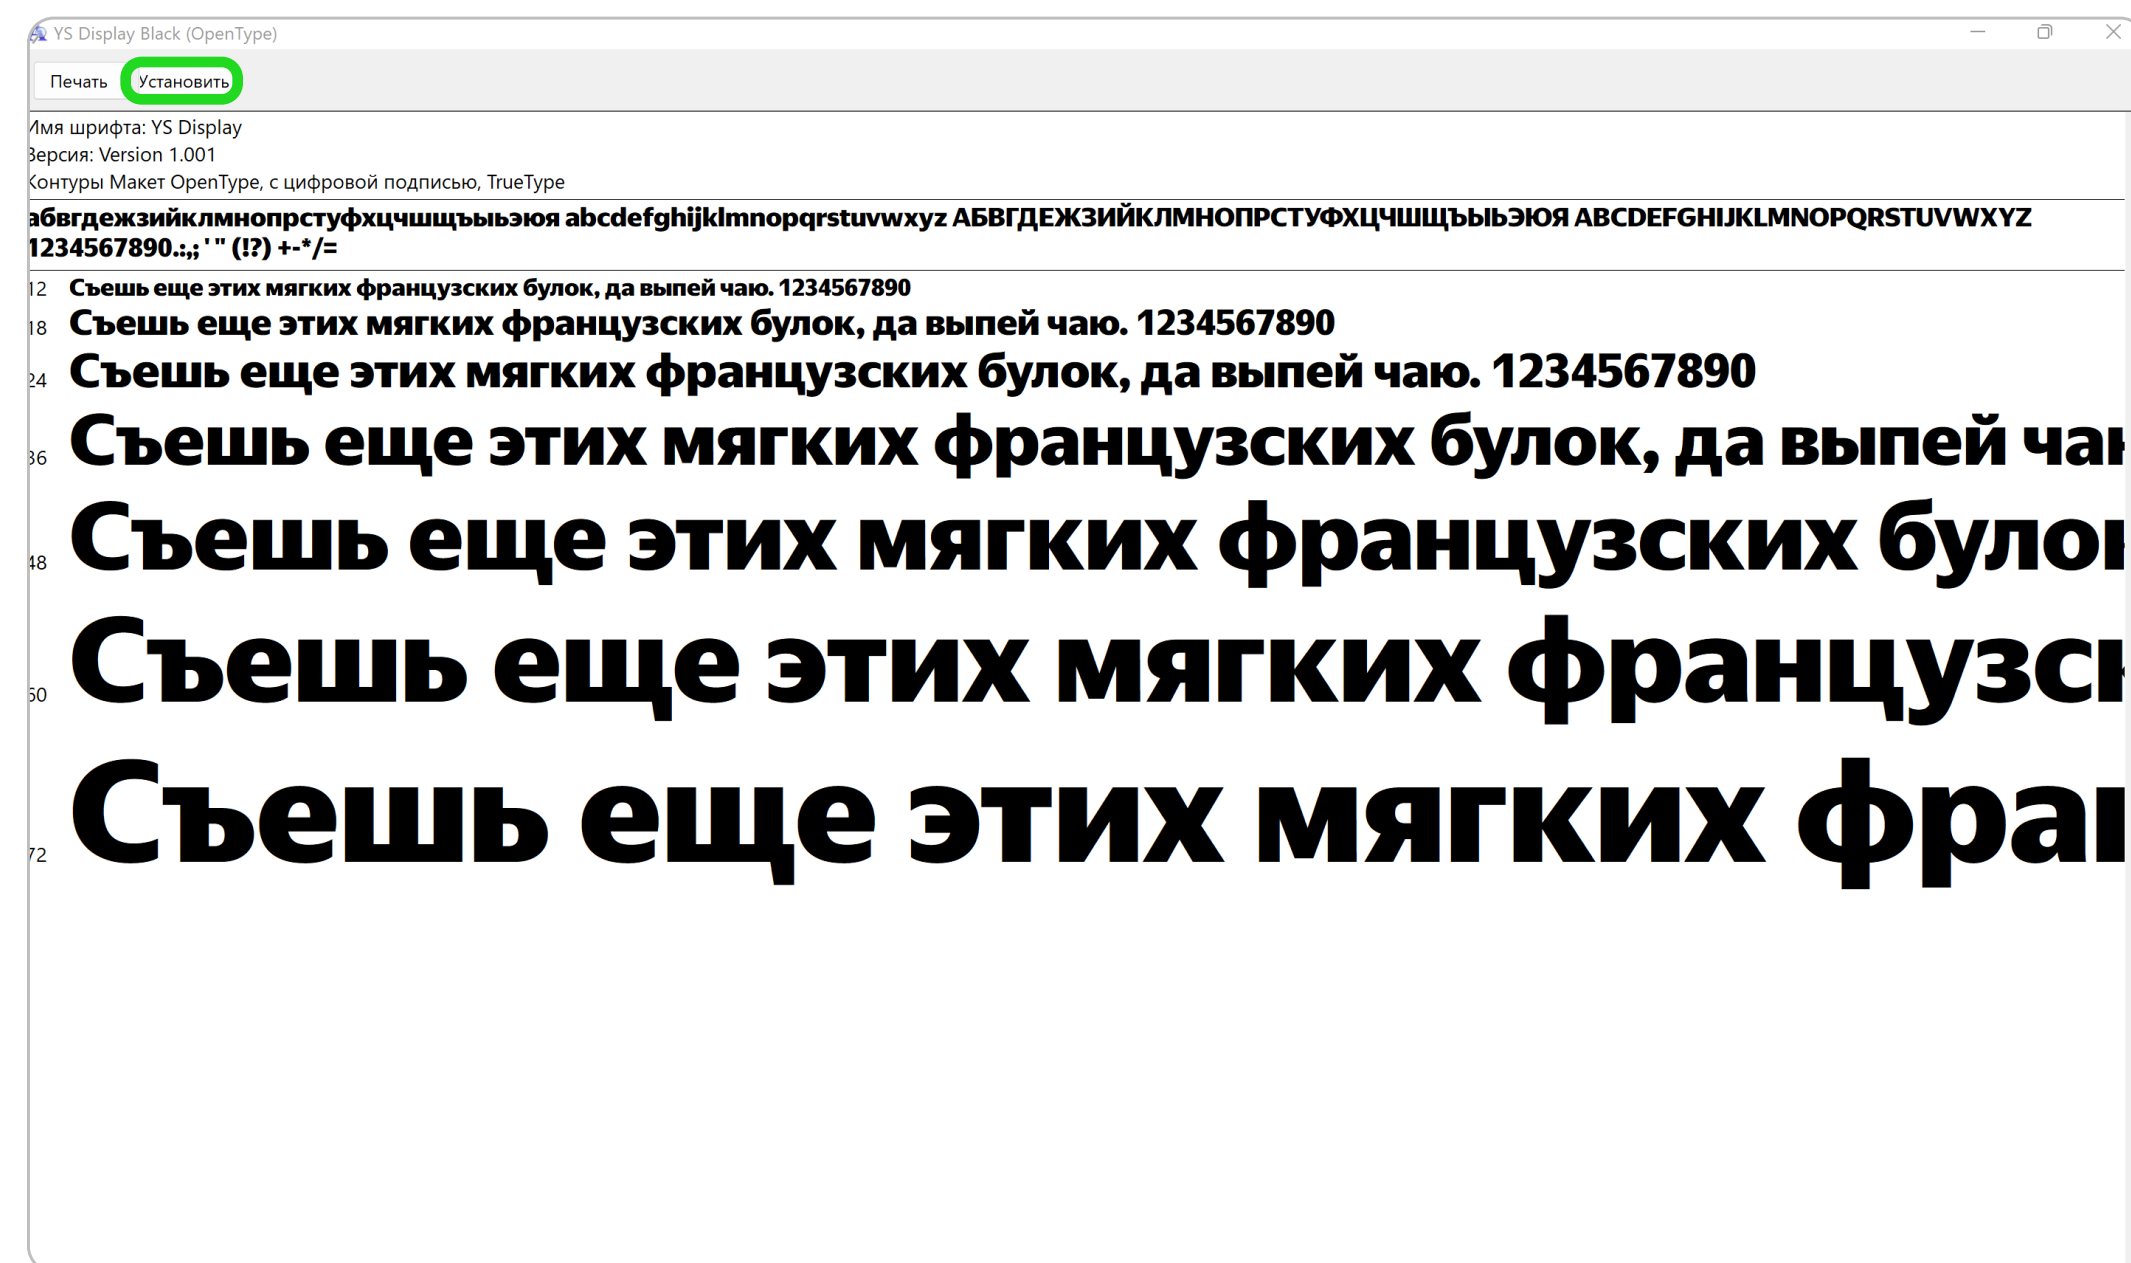 YS Display Black (OpenType)
Печать Установить
Имя шрифта: YS Display
Версия: Version 1.001
Контуры Макет OpenType, с цифровой подписью, TrueType
абвгдежзийклмнопрстуфхцчшщъыьэюя abcdefghijklmnopqrstuvwxyz АБВГДЕЖЗИЙКЛМНОПРСТУФХЦЧШЩЪЫЬЭЮЯ ABCDEFGHIJKLMNOPQRSTUVWXYZ
1234567890.:,; ' " (!?) +-*/=
12 Съешь еще этих мягких французских булок, да выпей чаю. 1234567890
18 Съешь еще этих мягких французских булок, да выпей чаю. 1234567890
24 Съешь еще этих мягких французских булок, да выпей чаю. 1234567890
36 Съешь еще этих мягких французских булок, да выпей
48 Съешь еще этих мягких французских
60 Съешь еще этих мягких
72 Съешь еще этих мягких